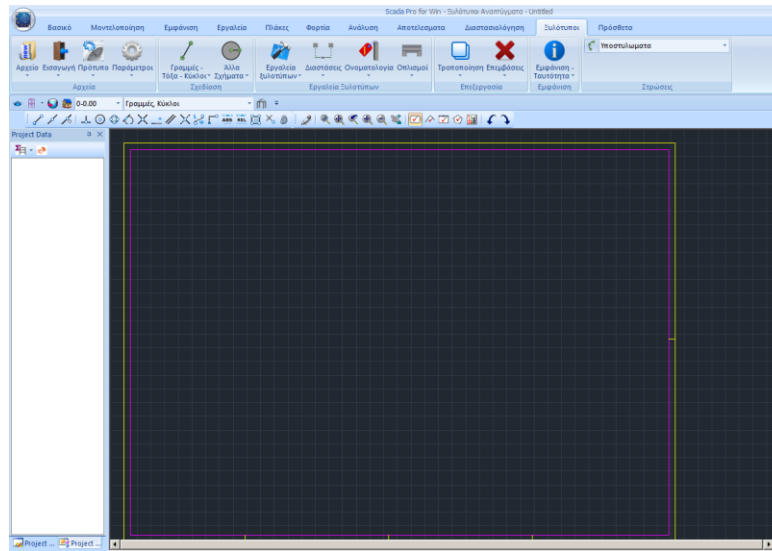 Scada Pro for Win - Ξυλότυποι Αναπτύγματα - Untitled
Βασικό Μοντελοποίηση Εμφάνιση Εργαλεία Πλάκες Φορτία Ανάλυση Αποτελέσματα Διαστασιολόγηση Ξυλότυποι Πρόσθετα
Αρχείο Εισαγωγή Πρότυπο Παράμετροι Γραμμές - Τόξα - Κύκλοι Άλλα Σχήματα Εργαλεία ξυλοτύπων Διαστάσεις Ονοματολογία Οπλισμοί Τροποποίηση Επεμβάσεις Εμφάνιση - Ταυτότητα Υποστυλωματα
Αρχεία Σχεδίαση Εργαλεία Ξυλοτύπων Επεξεργασία Εμφάνιση Στρώσεις
0-0.00 Γραμμές, Κύκλοι
Project Data
Project ... Project ...